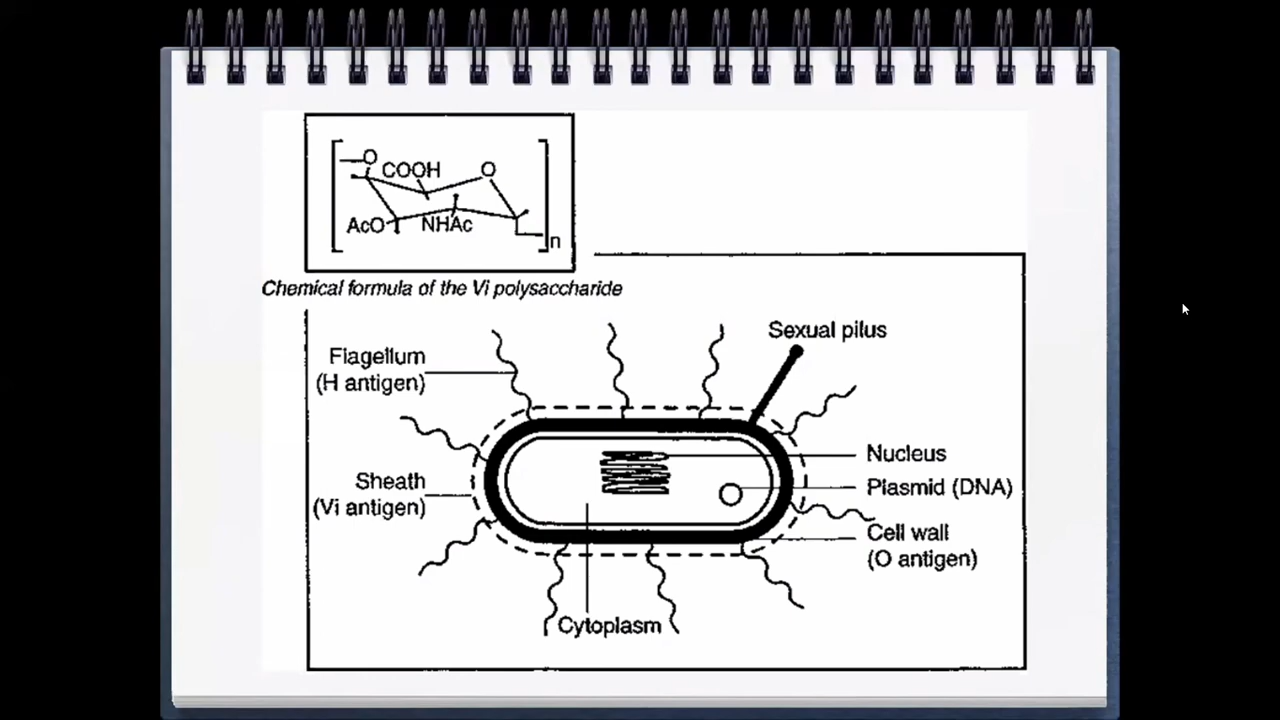 O
COOH
O
AcO
NHAc
n
Chemical formula of the Vi polysaccharide
Sexual pilus
Flagellum
(H antigen)
Nucleus
Sheath
(Vi antigen)
Plasmid (DNA)
Cell wall
(O antigen)
Cytoplasm